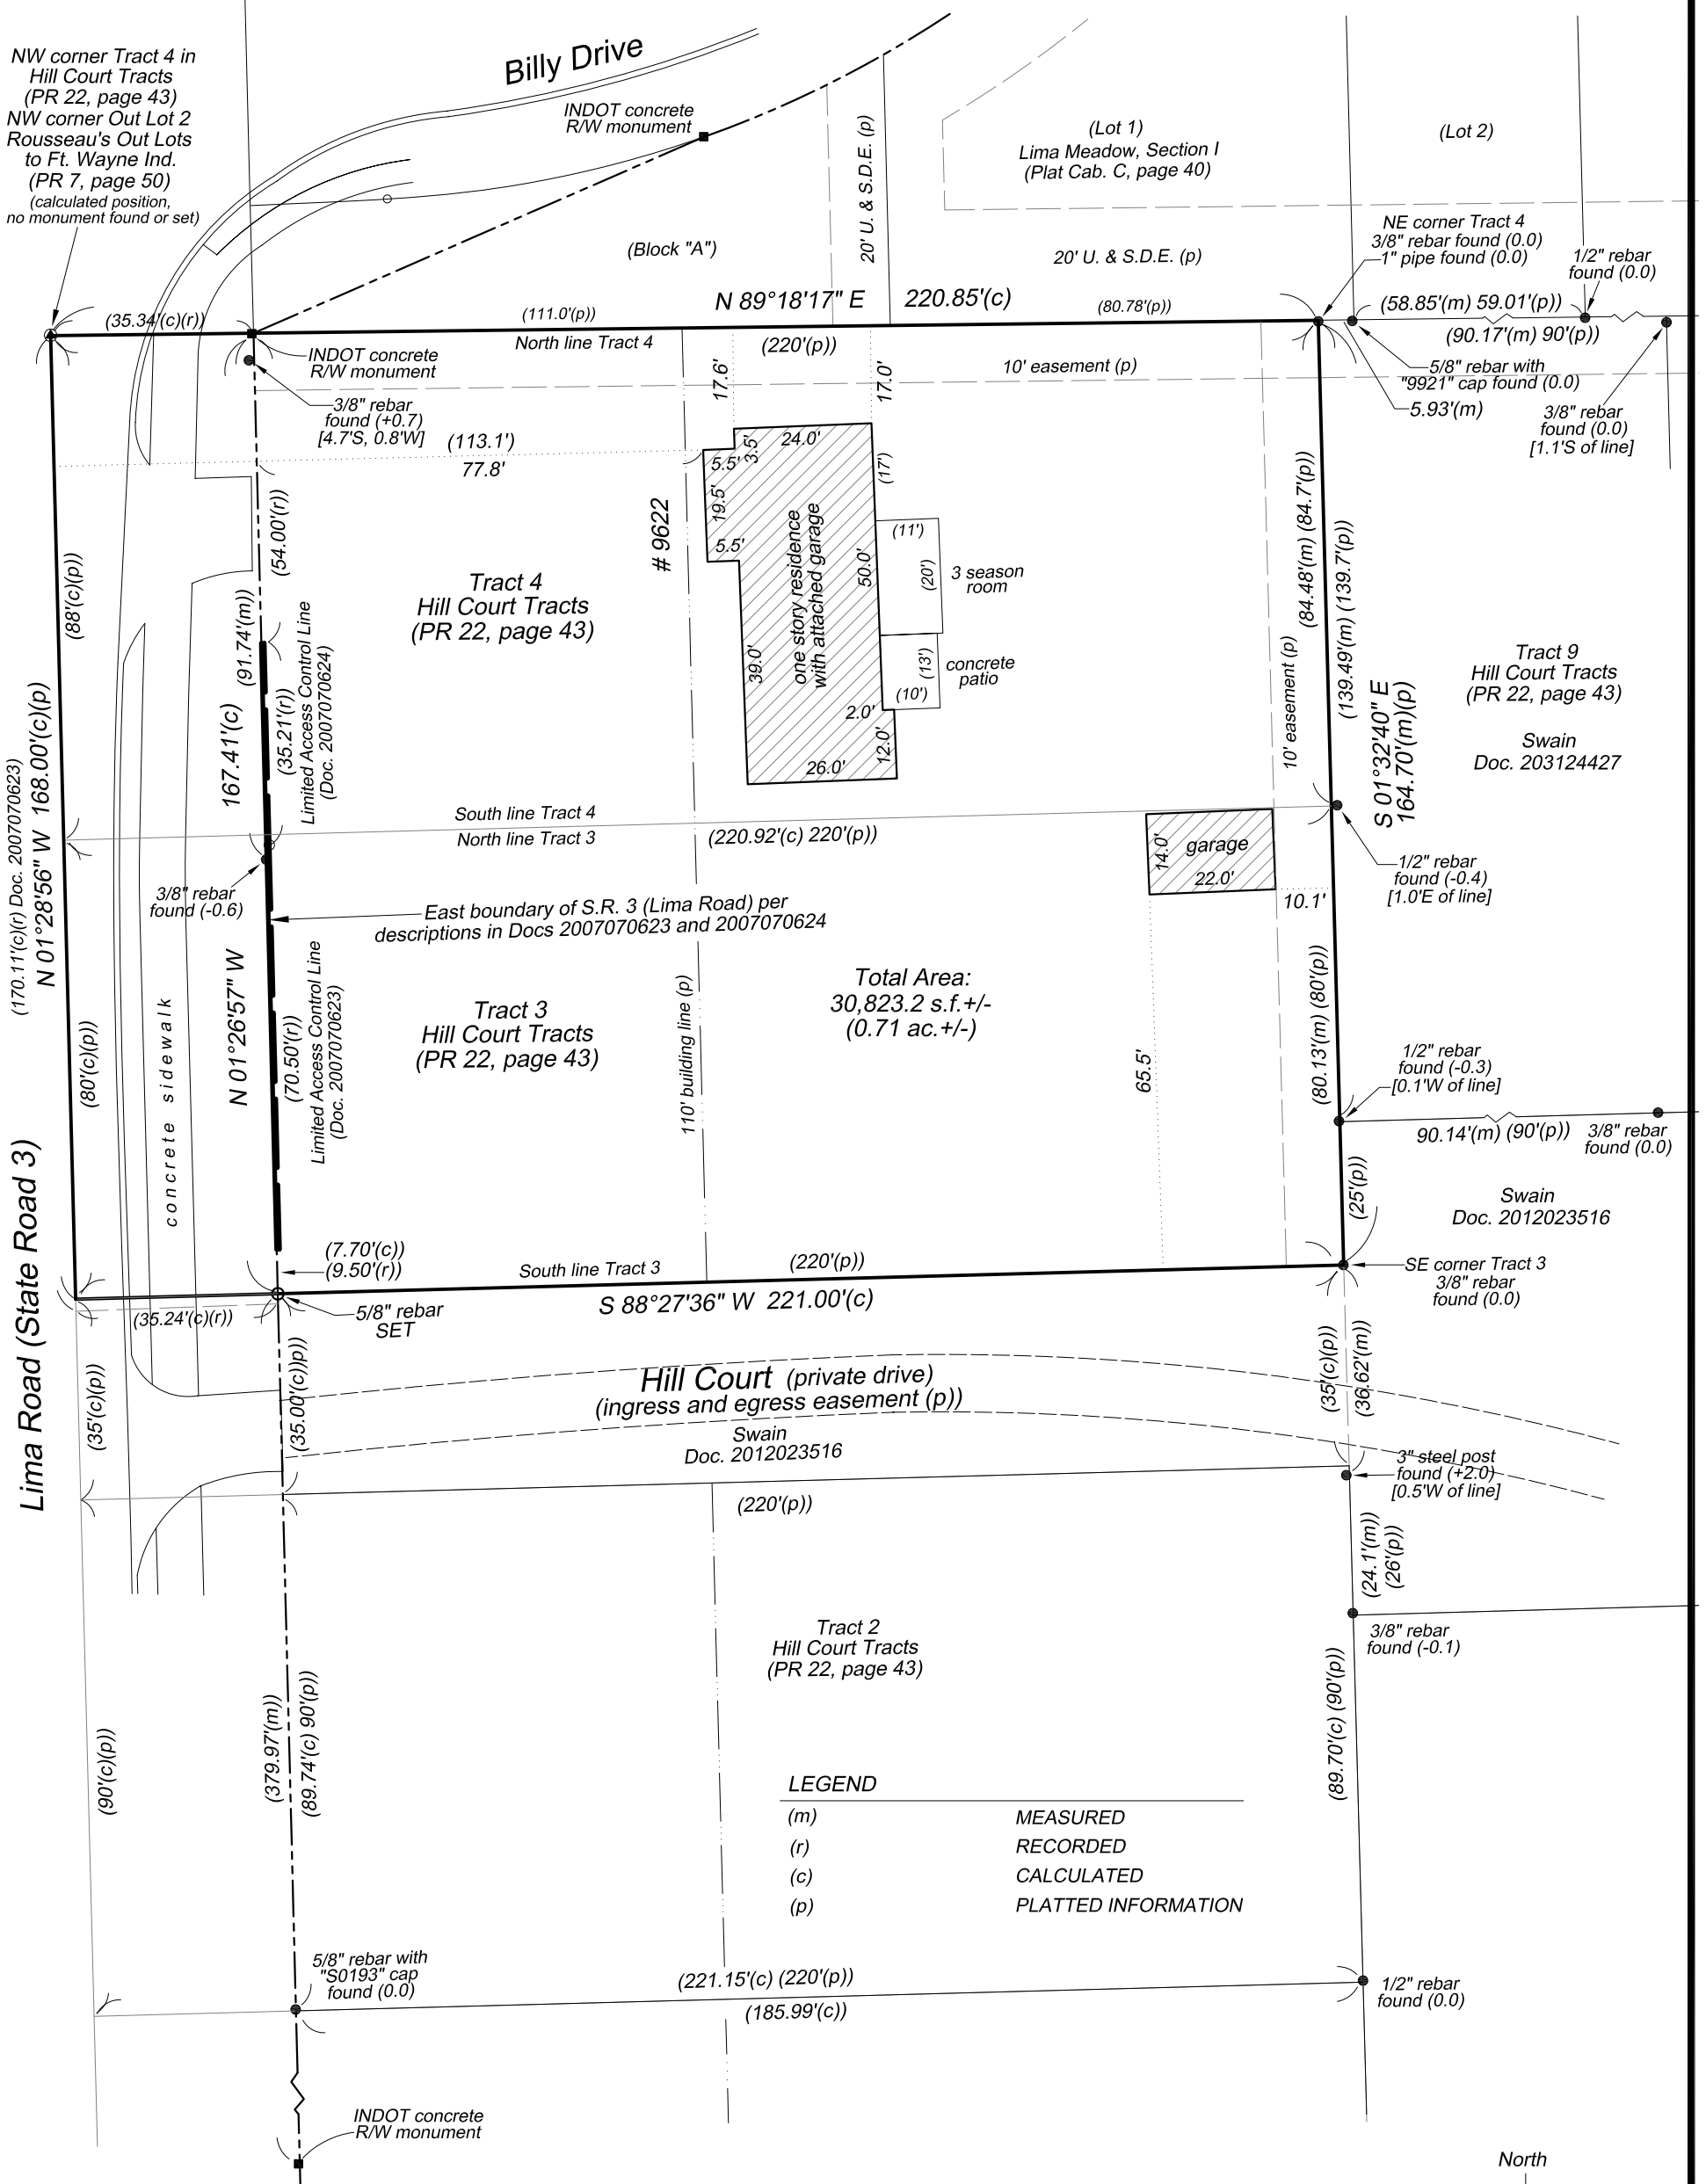 NW corner Tract 4 in
Hill Court Tracts
(PR 22, page 43)
NW corner Out Lot 2
Rousseau's Out Lots
to Ft. Wayne Ind.
(PR 7, page 50)
(calculated position,
no monument found or set)
Billy Drive
INDOT concrete
R/W monument
20' U. & S.D.E. (p)
(Lot 1)
Lima Meadow, Section I
(Plat Cab. C, page 40)
(Lot 2)
(Block "A")
20' U. & S.D.E. (p)
NE corner Tract 4
3/8" rebar found (0.0)
1" pipe found (0.0)
1/2" rebar
found (0.0)
(35.34'(c)(r))
(111.0'(p))
N 89°18'17" E 220.85'(c)
(80.78'(p))
(58.85'(m) 59.01'(p))
(90.17'(m) 90'(p))
INDOT concrete
R/W monument
North line Tract 4
(220'(p))
10' easement (p)
5/8" rebar with
"9921" cap found (0.0)
5.93'(m)
3/8" rebar
found (0.0)
[1.1'S of line]
3/8" rebar
found (+0.7)
[4.7'S, 0.8'W]
17.6'
17.0'
(113.1')
77.8'
24.0'
3.5'
5.5'
19.5'
5.5'
(17')
(11')
(20')
3 season
room
50.0'
one story residence
with attached garage
39.0'
(13')
concrete
patio
(10')
2.0'
12.0'
26.0'
# 9622
(54.00'(r))
(88'(c)(p))
(91.74'(m))
Tract 4
Hill Court Tracts
(PR 22, page 43)
(35.21'(r))
Limited Access Control Line
(Doc. 2007070624)
167.41'(c)
(84.48'(m) (84.7'(p))
(139.49'(m) (139.7'(p))
10' easement (p)
S 01°32'40" E
164.70'(m)(p)
Tract 9
Hill Court Tracts
(PR 22, page 43)
Swain
Doc. 203124427
(170.11'(c)(r) Doc. 2007070623)
N 01°28'56" W 168.00'(c)(p)
South line Tract 4
North line Tract 3
(220.92'(c) 220'(p))
14.0'
garage
22.0'
10.1'
1/2" rebar
found (-0.4)
[1.0'E of line]
3/8" rebar
found (-0.6)
East boundary of S.R. 3 (Lima Road) per
descriptions in Docs 2007070623 and 2007070624
N 01°26'57" W
(70.50'(r))
Limited Access Control Line
(Doc. 2007070623)
Tract 3
Hill Court Tracts
(PR 22, page 43)
110' building line (p)
Total Area:
30,823.2 s.f.+/-
(0.71 ac.+/-)
65.5'
(80.13'(m) (80'(p))
(80'(c)(p))
concrete sidewalk
1/2" rebar
found (-0.3)
[0.1'W of line]
90.14'(m) (90'(p))
3/8" rebar
found (0.0)
(25'(p))
Swain
Doc. 2012023516
Lima Road (State Road 3)
(7.70'(c))
(9.50'(r))
South line Tract 3
(220'(p))
SE corner Tract 3
3/8" rebar
found (0.0)
(35.24'(c)(r))
5/8" rebar
SET
S 88°27'36" W 221.00'(c)
(35'(c)(p))
(35.00'(c))p))
Hill Court (private drive)
(ingress and egress easement (p))
Swain
Doc. 2012023516
(35'(c)(p))
(36.62'(m))
3" steel post
found (+2.0)
[0.5'W of line]
(220'(p))
(24.1'(m))
(26'(p))
Tract 2
Hill Court Tracts
(PR 22, page 43)
3/8" rebar
found (-0.1)
(90'(c)(p))
(379.97'(m))
(89.74'(c) 90'(p))
(89.70'(c) (90'(p))
LEGEND
(m) MEASURED
(r) RECORDED
(c) CALCULATED
(p) PLATTED INFORMATION
5/8" rebar with
"S0193" cap
found (0.0)
(221.15'(c) (220'(p))
(185.99'(c))
1/2" rebar
found (0.0)
INDOT concrete
R/W monument
North